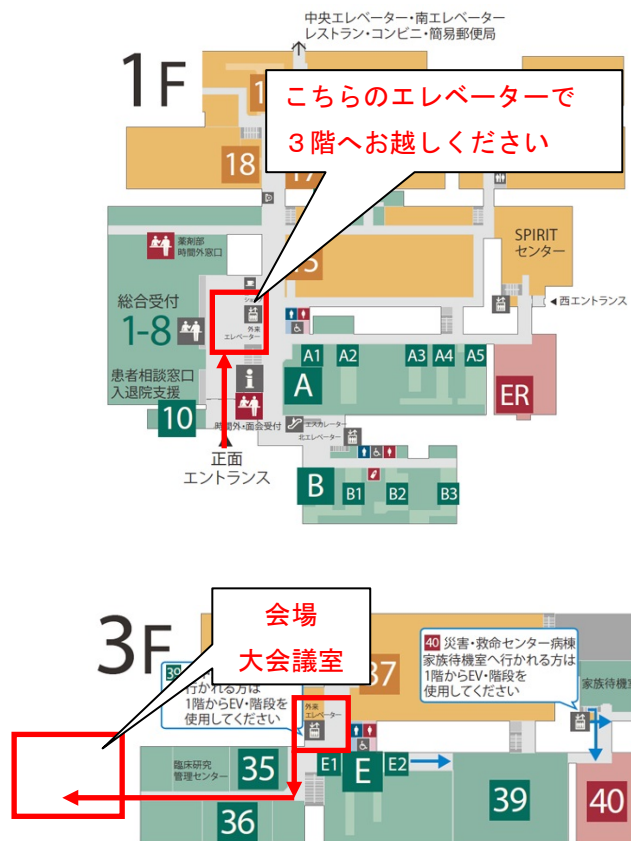 中央エレベーター・南エレベーター
レストラン・コンビニ・簡易郵便局
1F
こちらのエレベーターで
３階へお越しください
18
薬剤部
時間外窓口
SPIRIT
センター
西エントランス
総合受付
1-8
外来
エレベーター
A1 A2 A3 A4 A5
A
ER
患者相談窓口
入退院支援
10
時間外・面会受付
エスカレーター
北エレベーター
正面
エントランス
B
B1 B2 B3
3F
会場
大会議室
行かれる方は
1階からEV・階段を
使用してください
37
40 災害・救命センター病棟
家族待機室へ行かれる方は
1階からEV・階段を
使用してください
家族待機室
外来
エレベーター
臨床研究
管理センター
35
E1 E E2
39
40
36